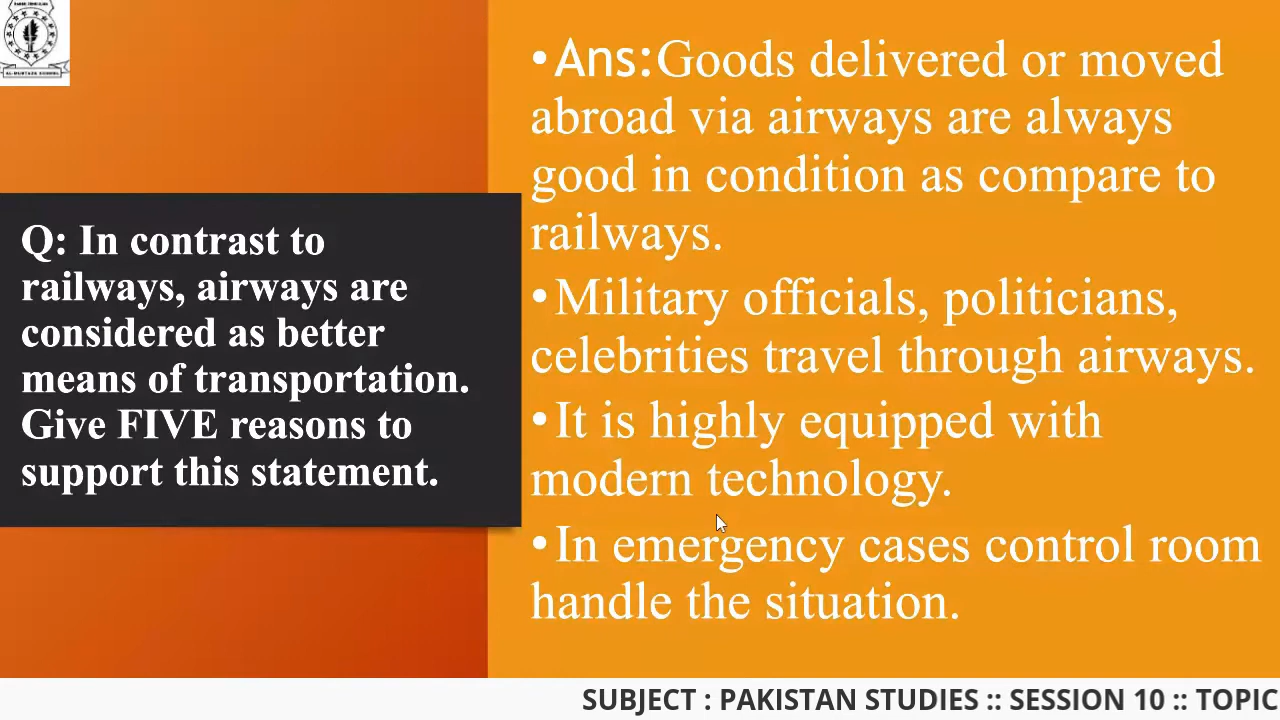 Q: In contrast to
railways, airways are
considered as better
means of transportation.
Give FIVE reasons to
support this statement.
•Ans:Goods delivered or moved
abroad via airways are always
good in condition as compare to
railways.
•Military officials, politicians,
celebrities travel through airways.
•It is highly equipped with
modern technology.
•In emergency cases control room
handle the situation.
SUBJECT : PAKISTAN STUDIES :: SESSION 10 :: TOPIC